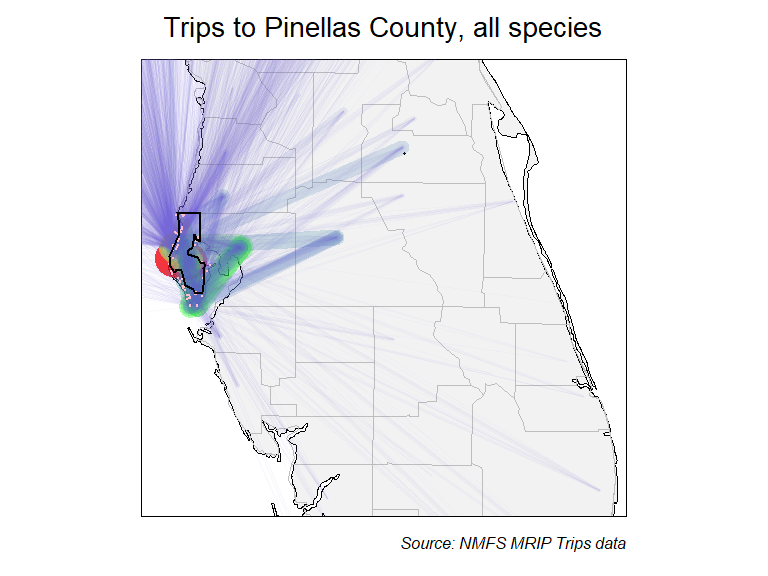 Trips to Pinellas County, all species
Source: NMFS MRIP Trips data